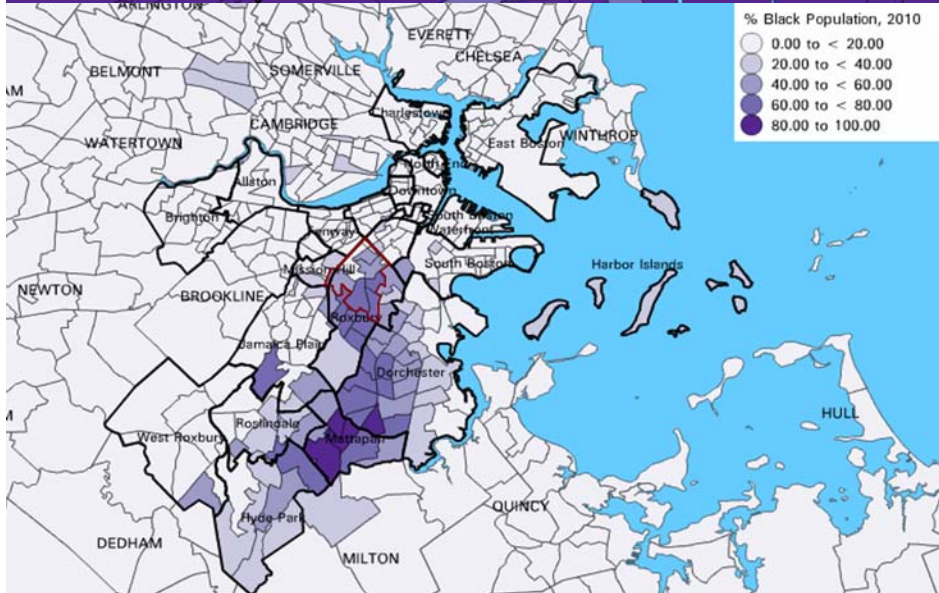 ARLINGTON
EVERETT
CHELSEA
BELMONT
SOMERVILLE
Charlestown
CAMBRIDGE
WATERTOWN
East Boston
WINTHROP
North End
Allston
Downtown
Brighton
South Boston
Waterfront
Fenway
South Boston
Mission Hill
Harbor Islands
NEWTON
BROOKLINE
Roxbury
Jamaica Plain
Dorchester
HULL
Roslindale
West Roxbury
Mattapan
QUINCY
Hyde Park
DEDHAM
MILTON
% Black Population, 2010
0.00 to < 20.00
20.00 to < 40.00
40.00 to < 60.00
60.00 to < 80.00
80.00 to 100.00